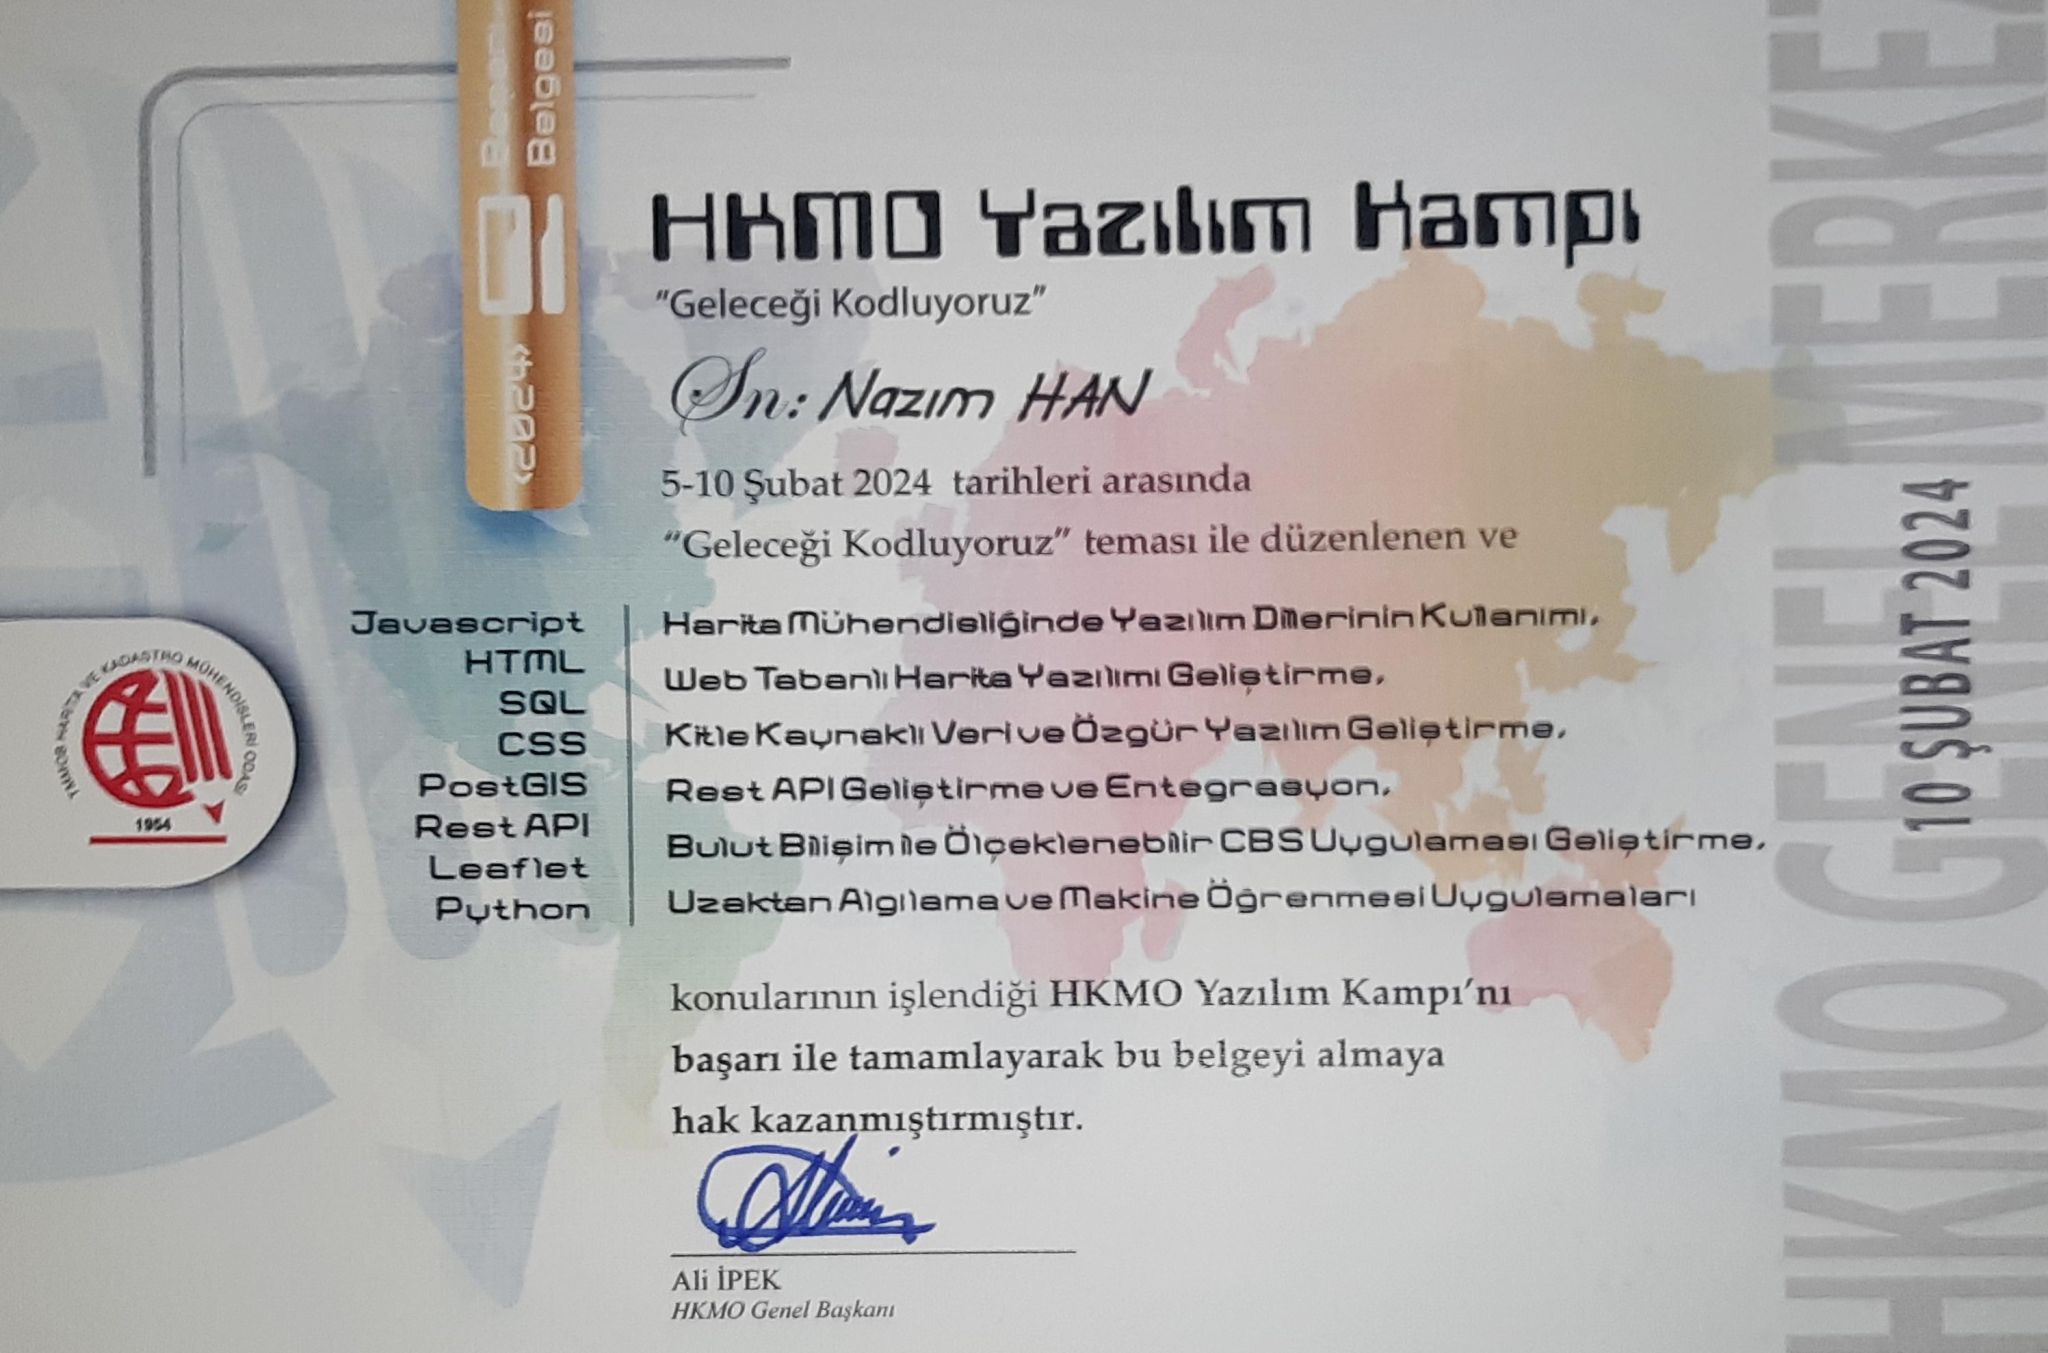 Başarı
Belgesi
«2024»
HKMO Yazılım Kampı
"Geleceği Kodluyoruz"
Sn: Nazım HAN
5-10 Şubat 2024 tarihleri arasında
"Geleceği Kodluyoruz" teması ile düzenlenen ve
Javascript
HTML
SQL
CSS
PostGIS
Rest API
Leaflet
Python
Harita Mühendisliğinde Yazılım Dillerinin Kullanımı,
Web Tabanlı Harita Yazılımı Geliştirme,
Kitle Kaynaklı Veri ve Özgür Yazılım Geliştirme,
Rest API Geliştirme ve Entegrasyon,
Bulut Bilişim ile Ölçeklenebilir CBS Uygulaması Geliştirme,
Uzaktan Algılama ve Makine Öğrenmesi Uygulamaları
konularının işlendiği HKMO Yazılım Kampı'nı
başarı ile tamamlayarak bu belgeyi almaya
hak kazanmıştırmıştır.
Ali İPEK
HKMO Genel Başkanı
TMMOB HARİTA VE KADASTRO MÜHENDİSLERİ ODASI
1954
HKMO GENEL MERKEZ
10 ŞUBAT 2024